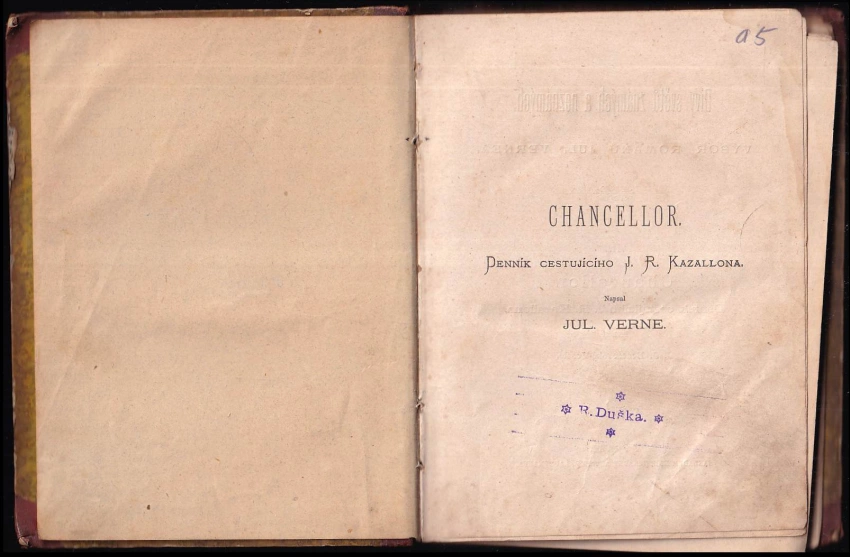 a5
CHANCELLOR.
Denník cestujícího J. R. Kazallona.
Napsal
JUL. VERNE.
R. Duška.